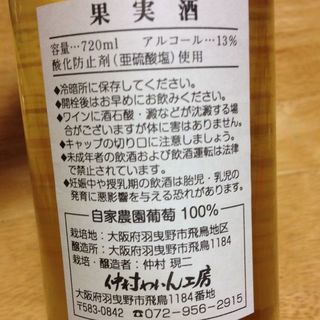 果実酒
容量…720ml アルコール…13%
酸化防止剤(亜硫酸塩)使用
●冷暗所に保存してください。
●開栓後はお早めにお飲みください。
●ワインに酒石酸・澱などが沈澱する場
合がございますが体に害はありません。
●キャップの切り口に注意しましょう。
●未成年者の飲酒および飲酒運転は法律
で禁止されています。
●妊娠中や授乳期の飲酒は胎児・乳児の
発育に悪影響を与える恐れがあります。
自家農園葡萄 100%
栽培地: 大阪府羽曳野市飛鳥地区
醸造所: 大阪府羽曳野市飛鳥1184
栽培・醸造者: 仲村 現二
仲村わいん工房
大阪府羽曳野市飛鳥1184番地
〒583-0842 ☎072-956-2915